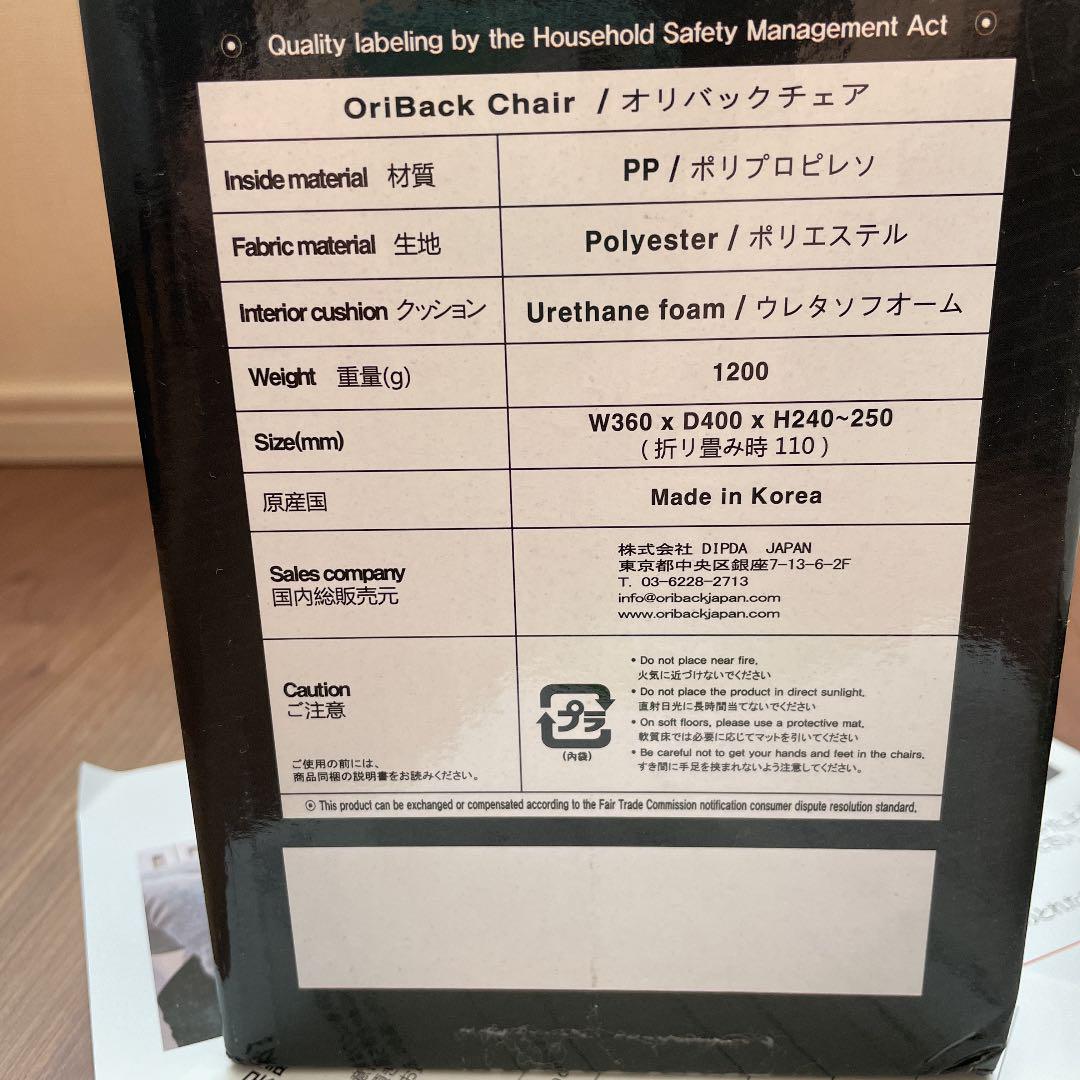 Quality labeling by the Household Safety Management Act
OriBack Chair / オリバックチェア
Inside material 材質
PP / ポリプロピレソ
Fabric material 生地
Polyester / ポリエステル
Interior cushion クッション
Urethane foam / ウレタソフオーム
Weight 重量(g)
1200
Size(mm)
W360 x D400 x H240~250
(折リ畳み時 110)
原産国
Made in Korea
Sales company
国内総販売元
株式会社 DIPDA JAPAN
東京都中央区銀座7-13-6-2F
T. 03-6228-2713
info@oribackjapan.com
www.oribackjapan.com
Caution
ご注意
ご使用の前には、
商品同梱の説明書をお読みください。
プラ
(内袋)
• Do not place near fire.
火気に近づけないでください
• Do not place the product in direct sunlight.
直射日光に長時間当てないでください
• On soft floors, please use a protective mat.
軟質床では必要に応じてマットを引いてください
• Be careful not to get your hands and feet in the chairs.
すき間に手足を挟まれないよう注意してください。
This product can be exchanged or compensated according to the Fair Trade Commission notification consumer dispute resolution standard.